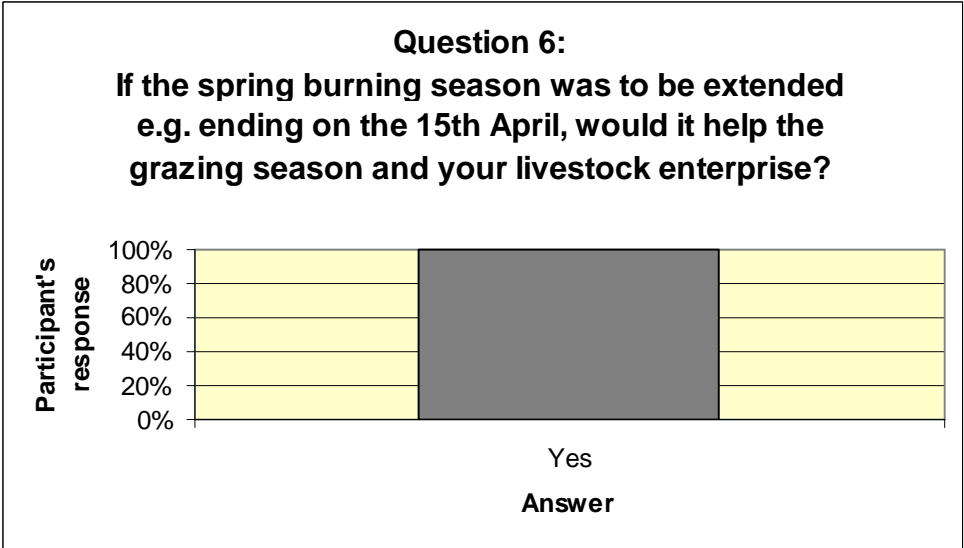 Question 6:
If the spring burning season was to be extended
e.g. ending on the 15th April, would it help the
grazing season and your livestock enterprise?
Participant's
response
100%
80%
60%
40%
20%
0%
Yes
Answer